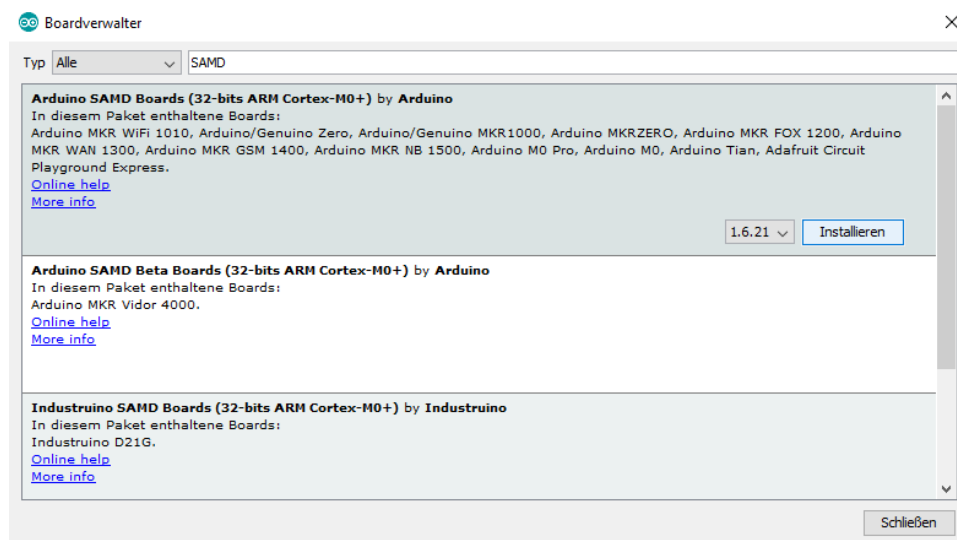 Boardverwalter
Typ Alle SAMD
Arduino SAMD Boards (32-bits ARM Cortex-M0+) by Arduino
In diesem Paket enthaltene Boards:
Arduino MKR WiFi 1010, Arduino/Genuino Zero, Arduino/Genuino MKR1000, Arduino MKRZERO, Arduino MKR FOX 1200, Arduino
MKR WAN 1300, Arduino MKR GSM 1400, Arduino MKR NB 1500, Arduino M0 Pro, Arduino M0, Arduino Tian, Adafruit Circuit
Playground Express.
Online help
More info
1.6.21 Installieren
Arduino SAMD Beta Boards (32-bits ARM Cortex-M0+) by Arduino
In diesem Paket enthaltene Boards:
Arduino MKR Vidor 4000.
Online help
More info
Industruino SAMD Boards (32-bits ARM Cortex-M0+) by Industruino
In diesem Paket enthaltene Boards:
Industruino D21G.
Online help
More info
Schließen